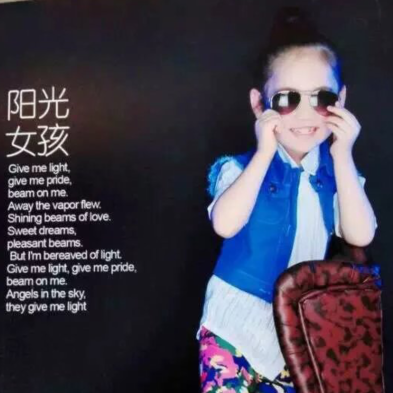 阳光
女孩
Give me light,
give me pride,
beam on me.
Away the vapor flew.
Shining beams of love.
Sweet dreams,
pleasant beams.
But I'm bereaved of light.
Give me light, give me pride,
beam on me.
Angels in the sky,
they give me light